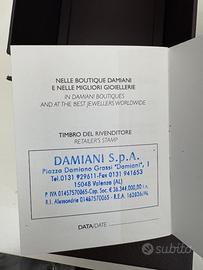 NELLE BOUTIQUE DAMIANI
E NELLE MIGLIORI GIOIELLERIE
IN DAMIANI BOUTIQUES
AND AT THE BEST JEWELLERS WORLDWIDE
TIMBRO DEL RIVENDITORE
RETAILER'S STAMP
DAMIANI S.p.A.
Piazza Damiano Grassi "Damiani", 1
Tel.0131 929611-Fax 0131 941653
15048 Valenza (AL)
P. IVA 01457570065-Cap. Soc. € 36.344.000,00 i.v.
R.I. Alessandria 01457570065 - R.E.A. 162836/AL
DATA/DATE
subito